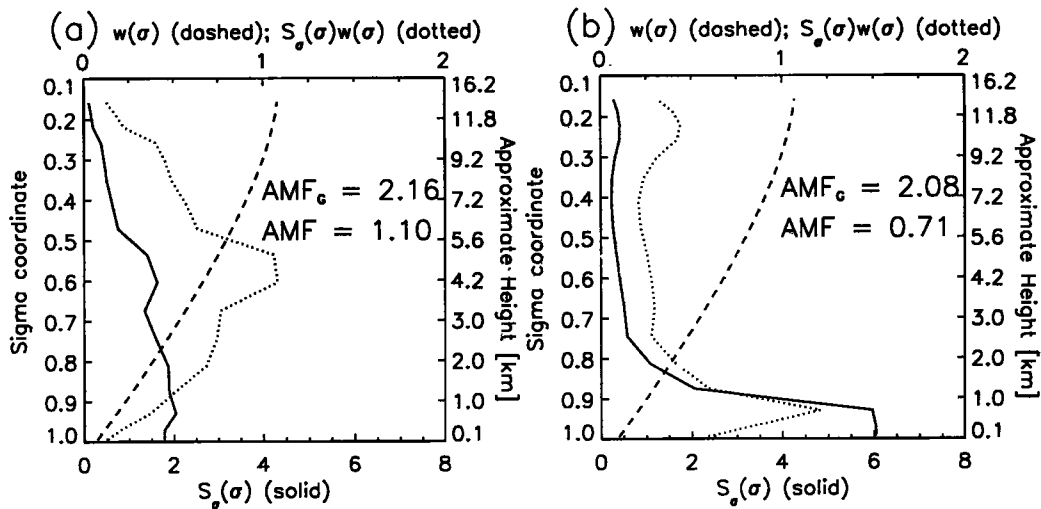 (a) w(σ) (dashed); S_σ(σ)w(σ) (dotted)
0 1 2
0.1 16.2
0.2 11.8
0.3 9.2
0.4 7.2
0.5 5.6
0.6 4.2
0.7 3.0
0.8 2.0
0.9 1.0
1.0 0.1
Sigma coordinate
Approximate Height [km]
AMF_G = 2.16
AMF = 1.10
0 2 4 6 8
S_σ(σ) (solid)
(b) w(σ) (dashed); S_σ(σ)w(σ) (dotted)
0 1 2
0.1 16.2
0.2 11.8
0.3 9.2
0.4 7.2
0.5 5.6
0.6 4.2
0.7 3.0
0.8 2.0
0.9 1.0
1.0 0.1
Sigma coordinate
Approximate Height [km]
AMF_G = 2.08
AMF = 0.71
0 2 4 6 8
S_σ(σ) (solid)